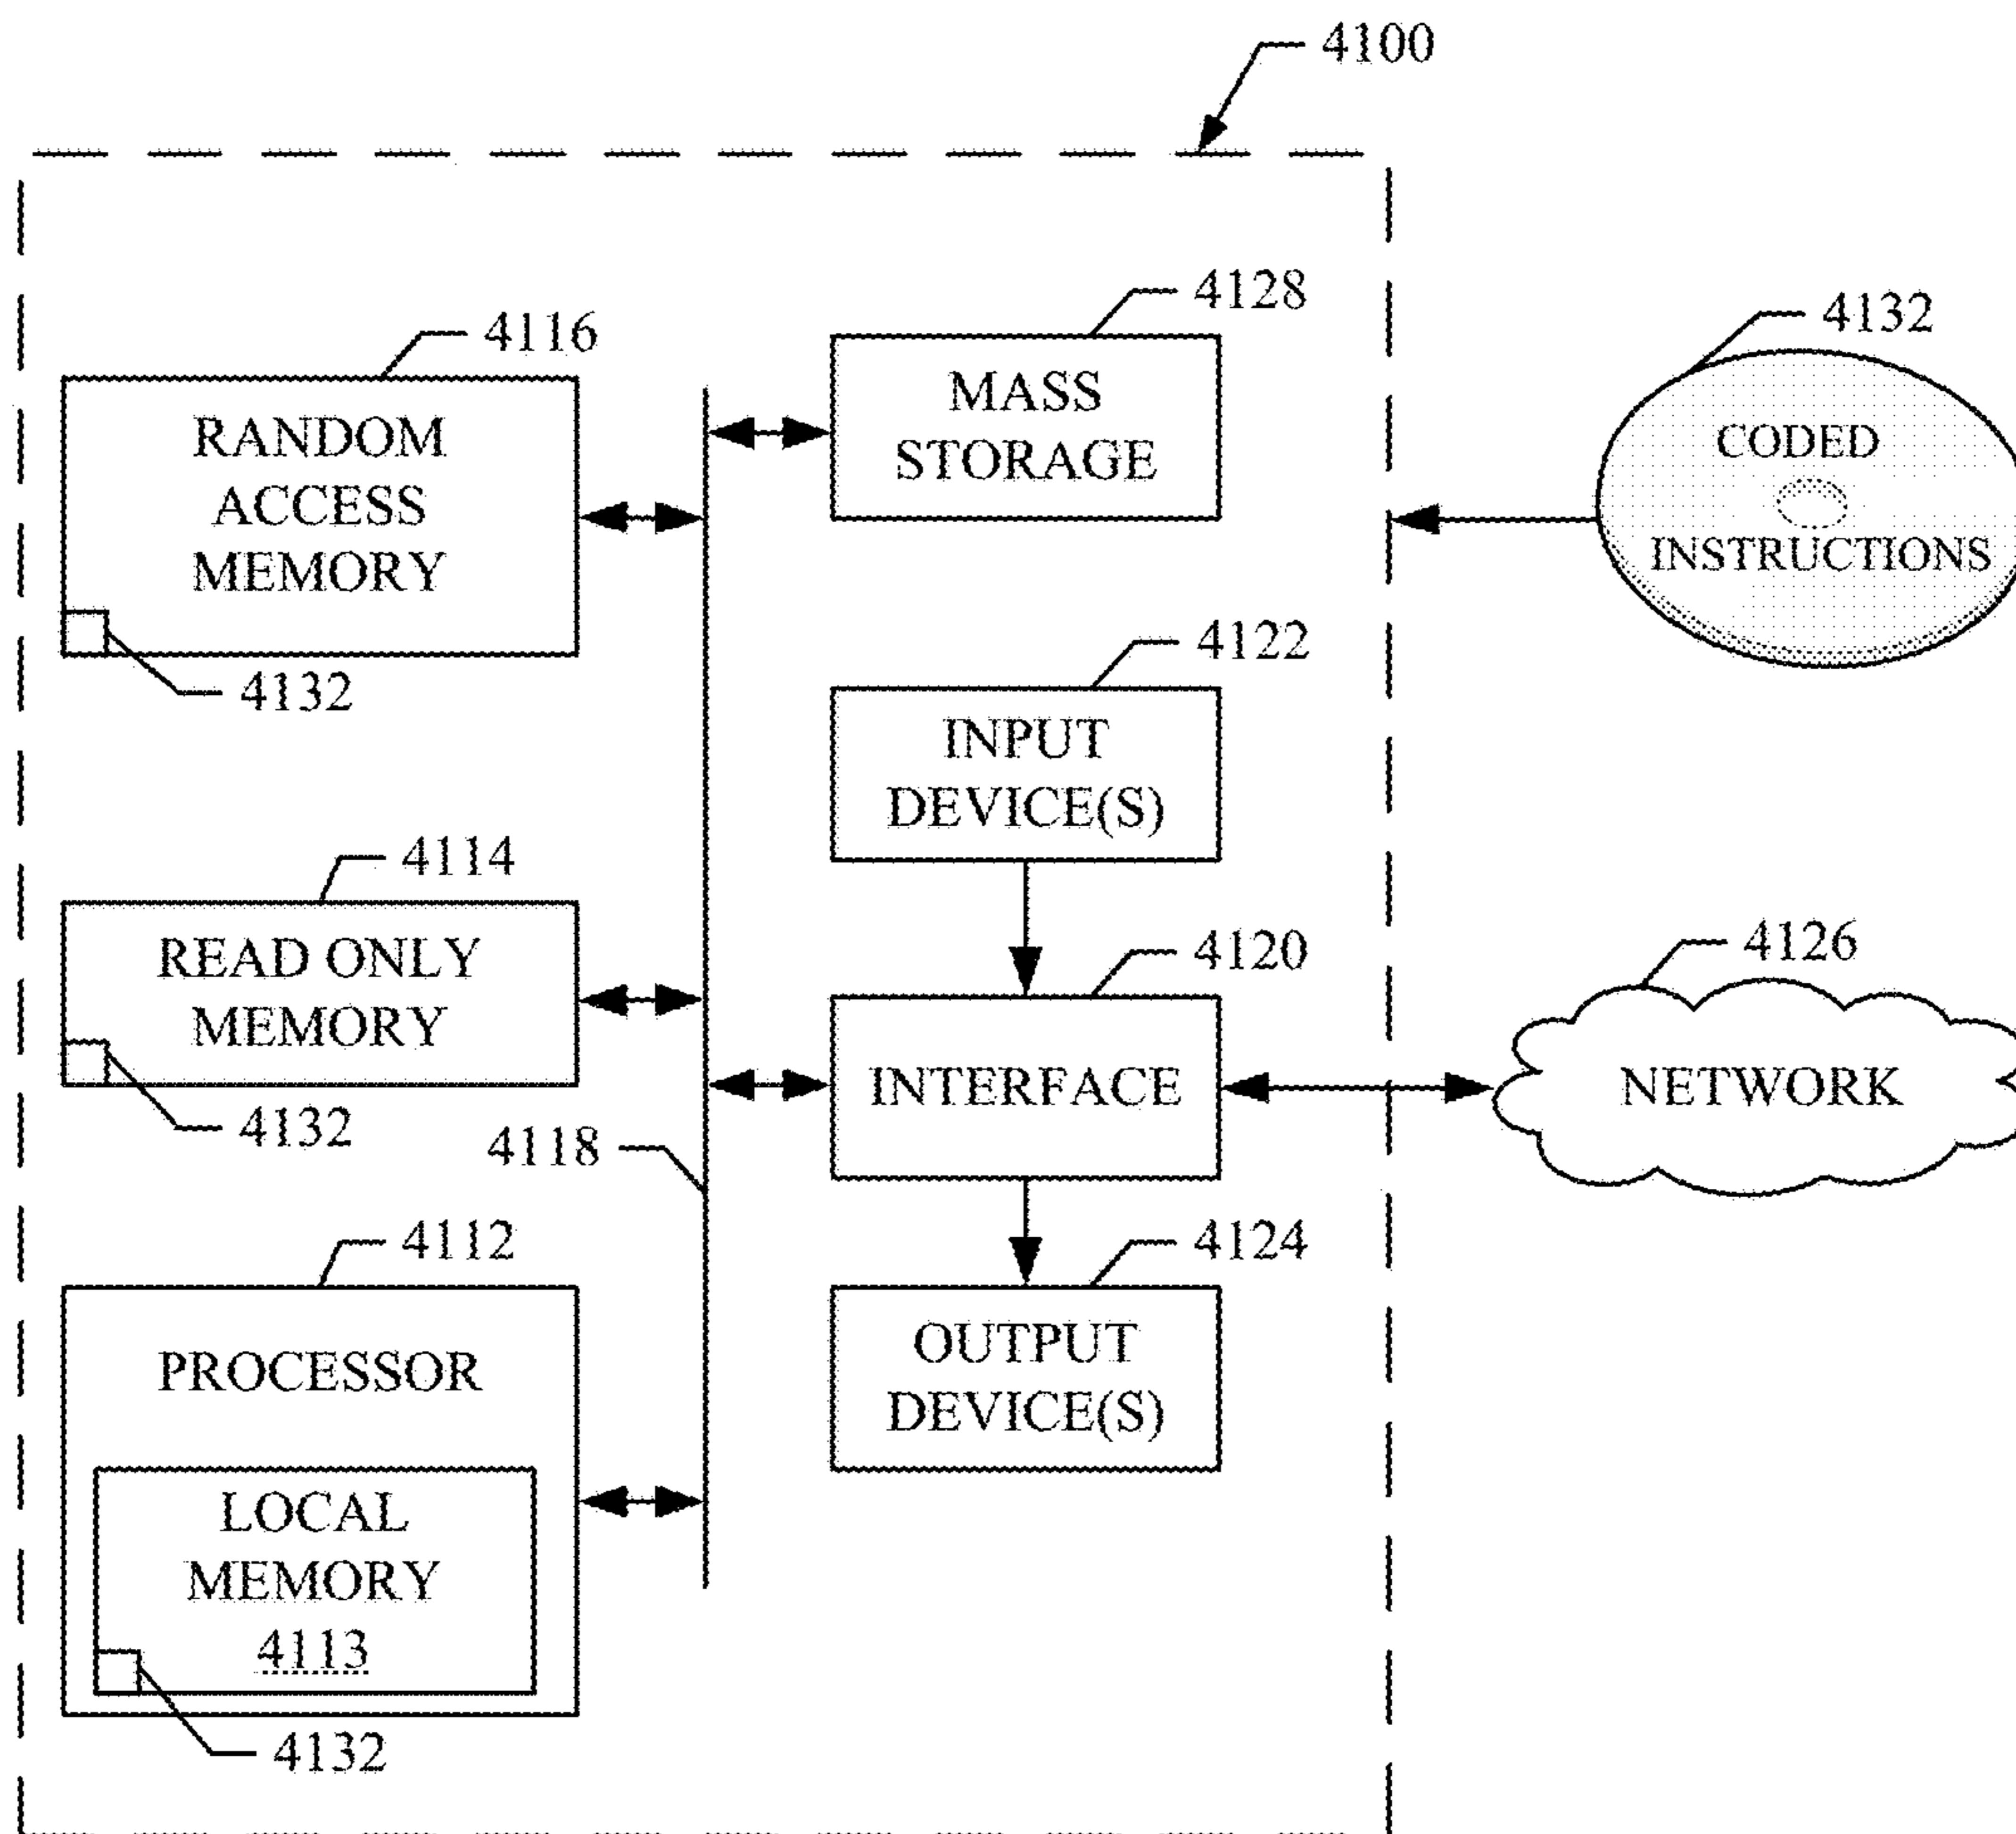 4100
4128
4116
4132
MASS
STORAGE
RANDOM
ACCESS
MEMORY
CODED
INSTRUCTIONS
4132
4122
INPUT
DEVICE(S)
4114
READ ONLY
MEMORY
4132
4118
4120
INTERFACE
4126
NETWORK
4112
PROCESSOR
LOCAL
MEMORY
4113
4132
4124
OUTPUT
DEVICE(S)